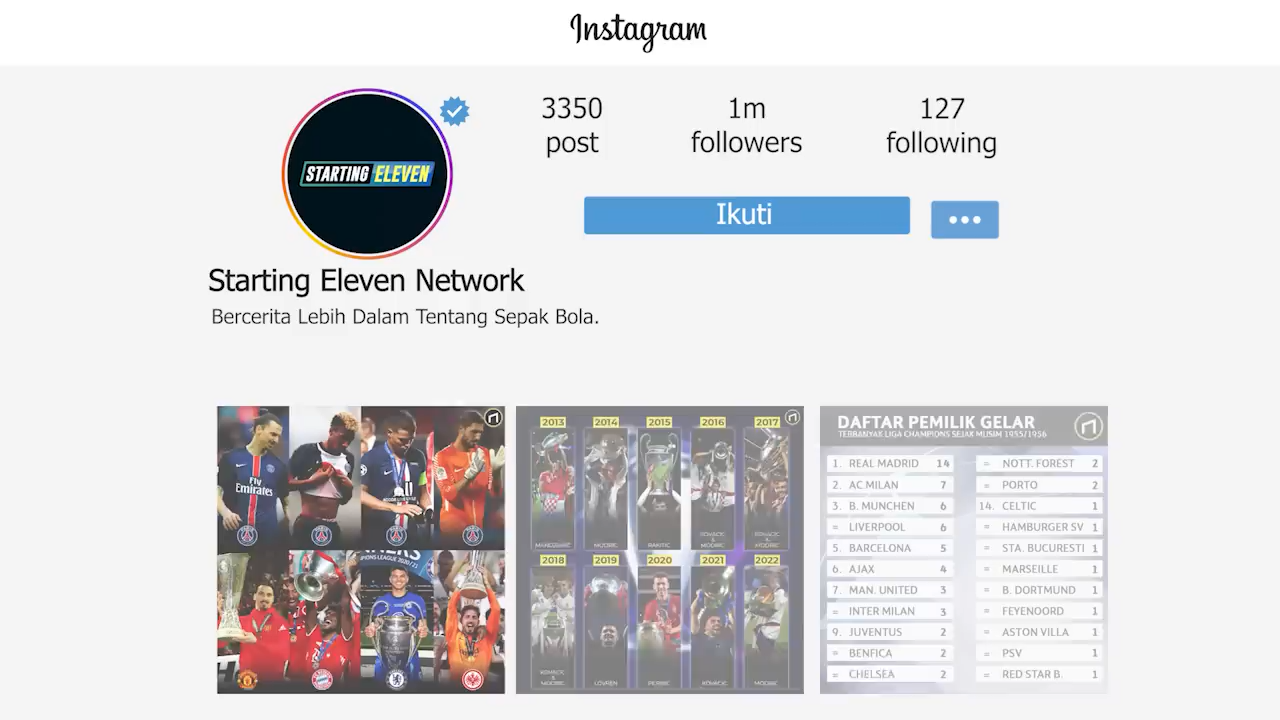 Instagram
3350
post
1m
followers
127
following
STARTING ELEVEN
Ikuti
Starting Eleven Network
Bercerita Lebih Dalam Tentang Sepak Bola.
Fly
Emirates
2013 2014 2015 2016 2017
MANDZUKIC MODRIC RAKITIC KOVACIC & MODRIC KOVACIC & MODRIC
2018 2019 2020 2021 2022
KOVACIC & MODRIC LOVREN PERISIC KOVACIC MODRIC
DAFTAR PEMILIK GELAR
TERBANYAK LIGA CHAMPIONS SEJAK MUSIM 1955/1956
1. REAL MADRID 14 = NOTT. FOREST 2
2. AC MILAN 7 = PORTO 2
3. B. MUNCHEN 6 14. CELTIC 1
= LIVERPOOL 6 = HAMBURGER SV 1
5. BARCELONA 5 = STA. BUCURESTI 1
6. AJAX 4 = MARSEILLE 1
7. MAN. UNITED 3 = B. DORTMUND 1
= INTER MILAN 3 = FEYENOORD 1
9. JUVENTUS 2 = ASTON VILLA 1
= BENFICA 2 = PSV 1
= CHELSEA 2 = RED STAR B. 1